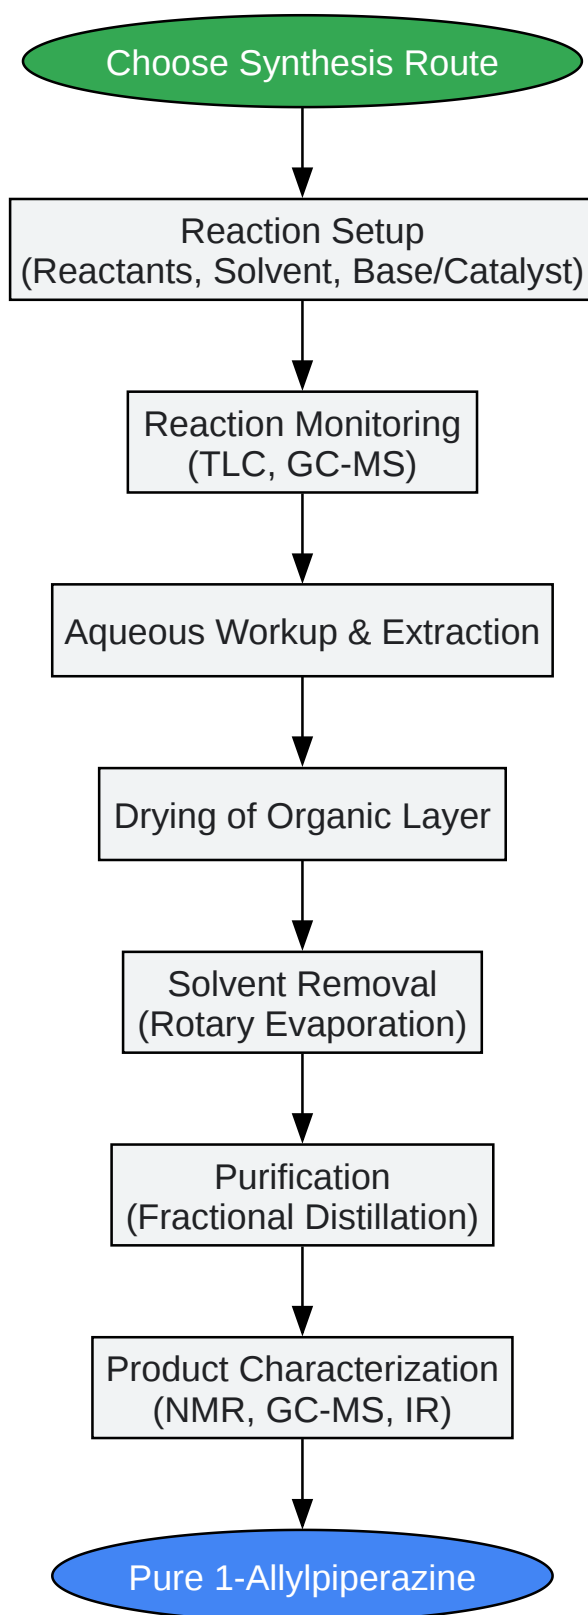 Choose Synthesis Route
Reaction Setup
(Reactants, Solvent, Base/Catalyst)
Reaction Monitoring
(TLC, GC-MS)
Aqueous Workup & Extraction
Drying of Organic Layer
Solvent Removal
(Rotary Evaporation)
Purification
(Fractional Distillation)
Product Characterization
(NMR, GC-MS, IR)
Pure 1-Allylpiperazine